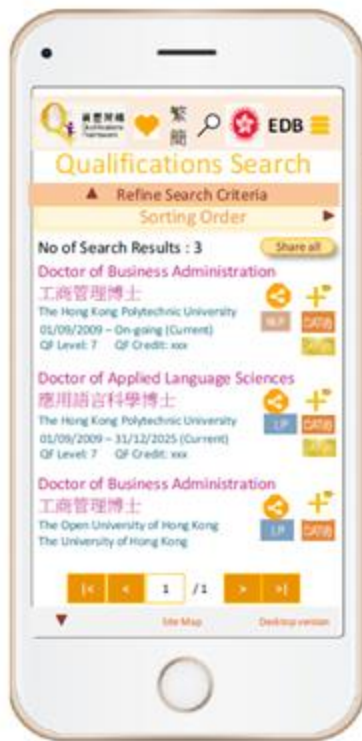 資歷架構
Qualifications
Framework
繁
簡
EDB
Qualifications Search
Refine Search Criteria
Sorting Order
No of Search Results : 3
Share all
Doctor of Business Administration
工商管理博士
The Hong Kong Polytechnic University
01/09/2009 – On-going (Current)
NLP
QF Level: 7 QF Credit: xxx
Doctor of Applied Language Sciences
應用語言科學博士
The Hong Kong Polytechnic University
LP
01/09/2009 – 31/12/2025 (Current)
QF Level: 7 QF Credit: xxx
Doctor of Business Administration
工商管理博士
The Open University of Hong Kong
LP
The University of Hong Kong
|< < 1 /1 > >|
Site Map Desktop version